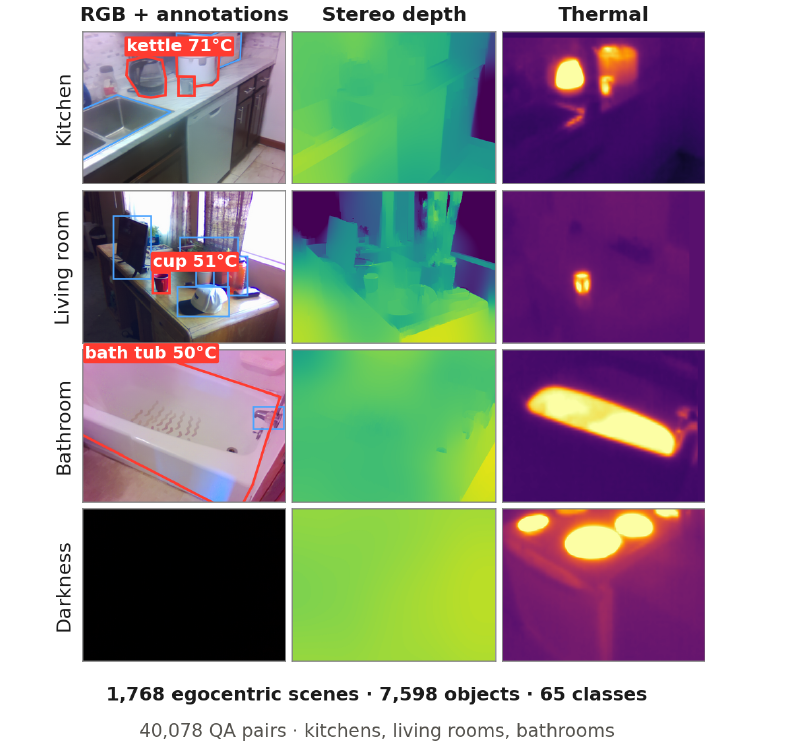 RGB + annotations Stereo depth Thermal
Kitchen
kettle 71°C
Living room
cup 51°C
Bathroom
bath tub 50°C
Darkness
1,768 egocentric scenes · 7,598 objects · 65 classes
40,078 QA pairs · kitchens, living rooms, bathrooms